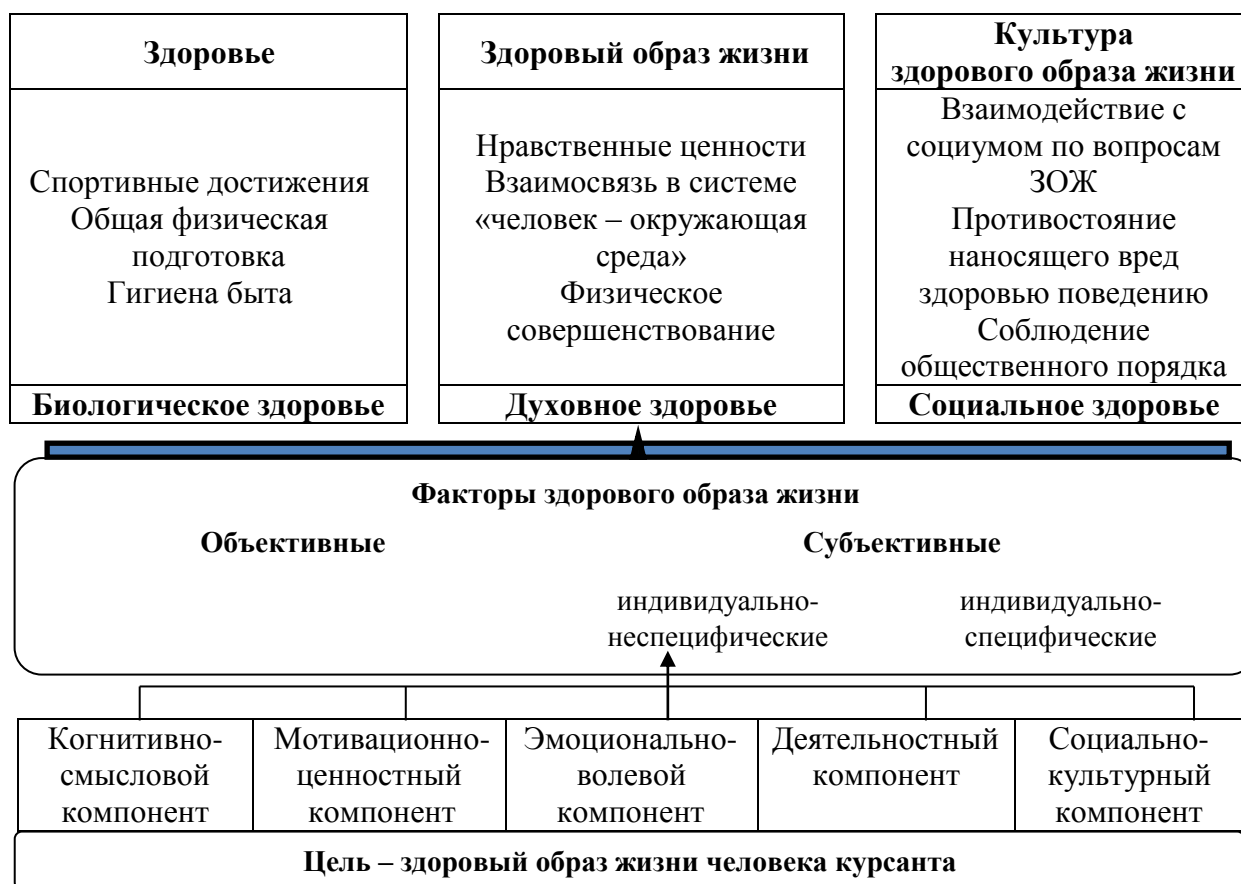 Здоровье
Спортивные достижения
Общая физическая
подготовка
Гигиена быта
Биологическое здоровье
Здоровый образ жизни
Нравственные ценности
Взаимосвязь в системе
«человек – окружающая
среда»
Физическое
совершенствование
Духовное здоровье
Культура
здорового образа жизни
Взаимодействие с
социумом по вопросам
ЗОЖ
Противостояние
наносящего вред
здоровью поведению
Соблюдение
общественного порядка
Социальное здоровье
Факторы здорового образа жизни
Объективные
Субъективные
индивидуально-
неспецифические
индивидуально-
специфические
Когнитивно-
смысловой
компонент
Мотивационно-
ценностный
компонент
Эмоционально-
волевой
компонент
Деятельностный
компонент
Социально-
культурный
компонент
Цель – здоровый образ жизни человека курсанта